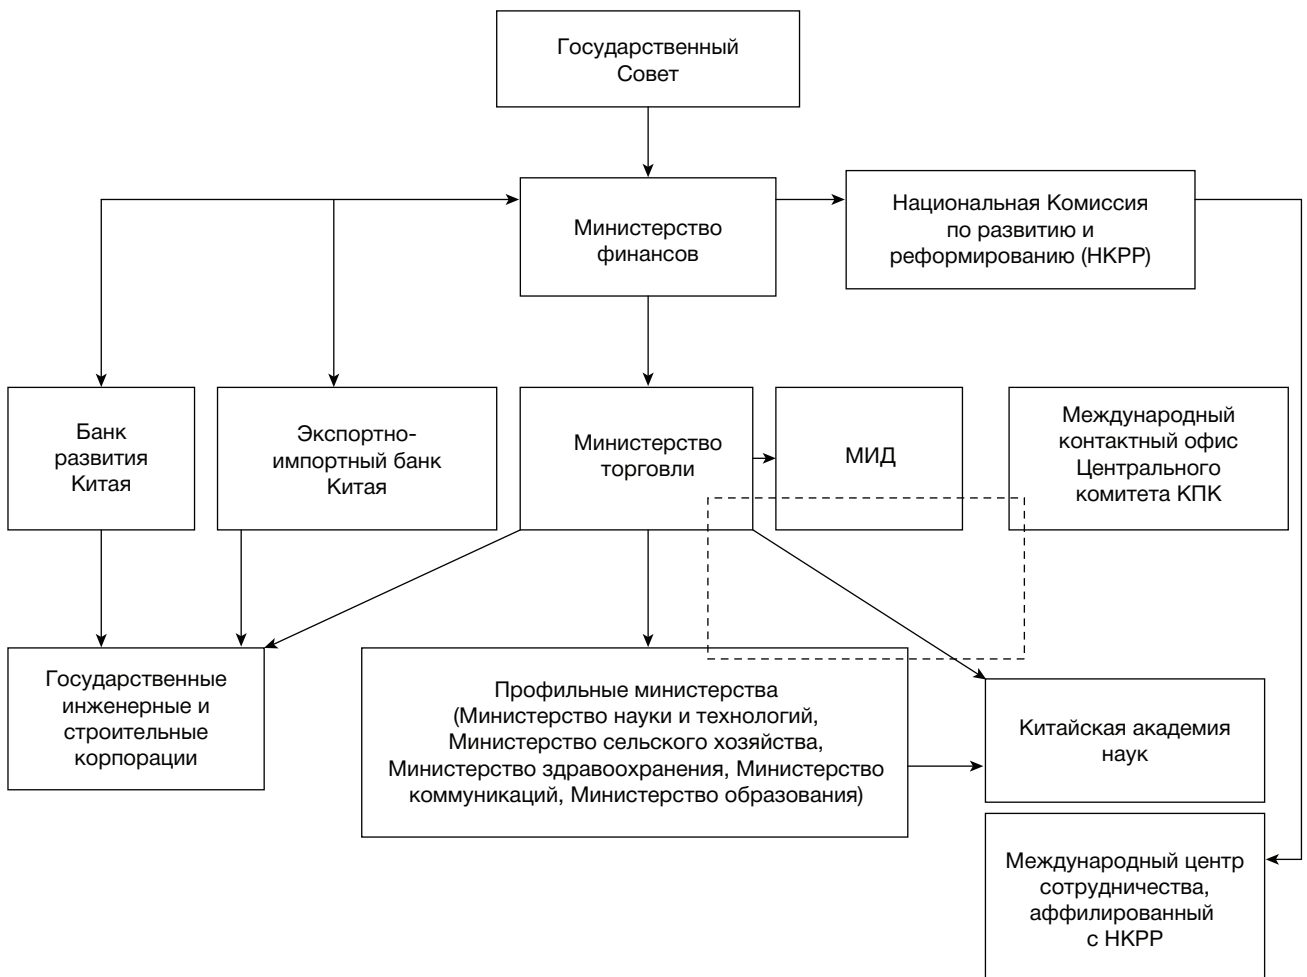 Государственный
Совет
Министерство
финансов
Национальная Комиссия
по развитию и
реформированию (НКРР)
Банк
развития
Китая
Экспортно-
импортный банк
Китая
Министерство
торговли
МИД
Международный
контактный офис
Центрального
комитета КПК
Государственные
инженерные и
строительные
корпорации
Профильные министерства
(Министерство науки и технологий,
Министерство сельского хозяйства,
Министерство здравоохранения, Министерство
коммуникаций, Министерство образования)
Китайская академия
наук
Международный центр
сотрудничества,
аффилированный
с НКРР